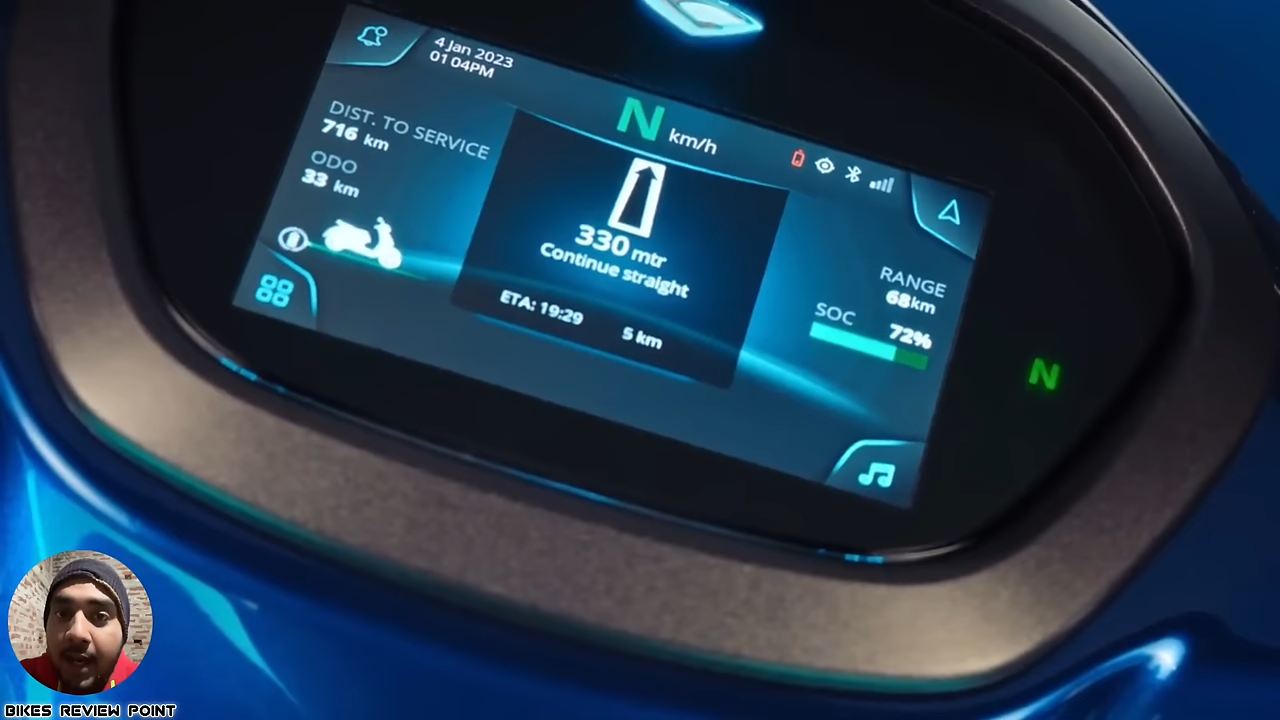 4 Jan 2023
01 04PM
N km/h
DIST. TO SERVICE
716 km
ODO
33 km
330 mtr
Continue straight
ETA: 19:29 5 km
RANGE
68km
SOC 72%
N
BIKES REVIEW POINT